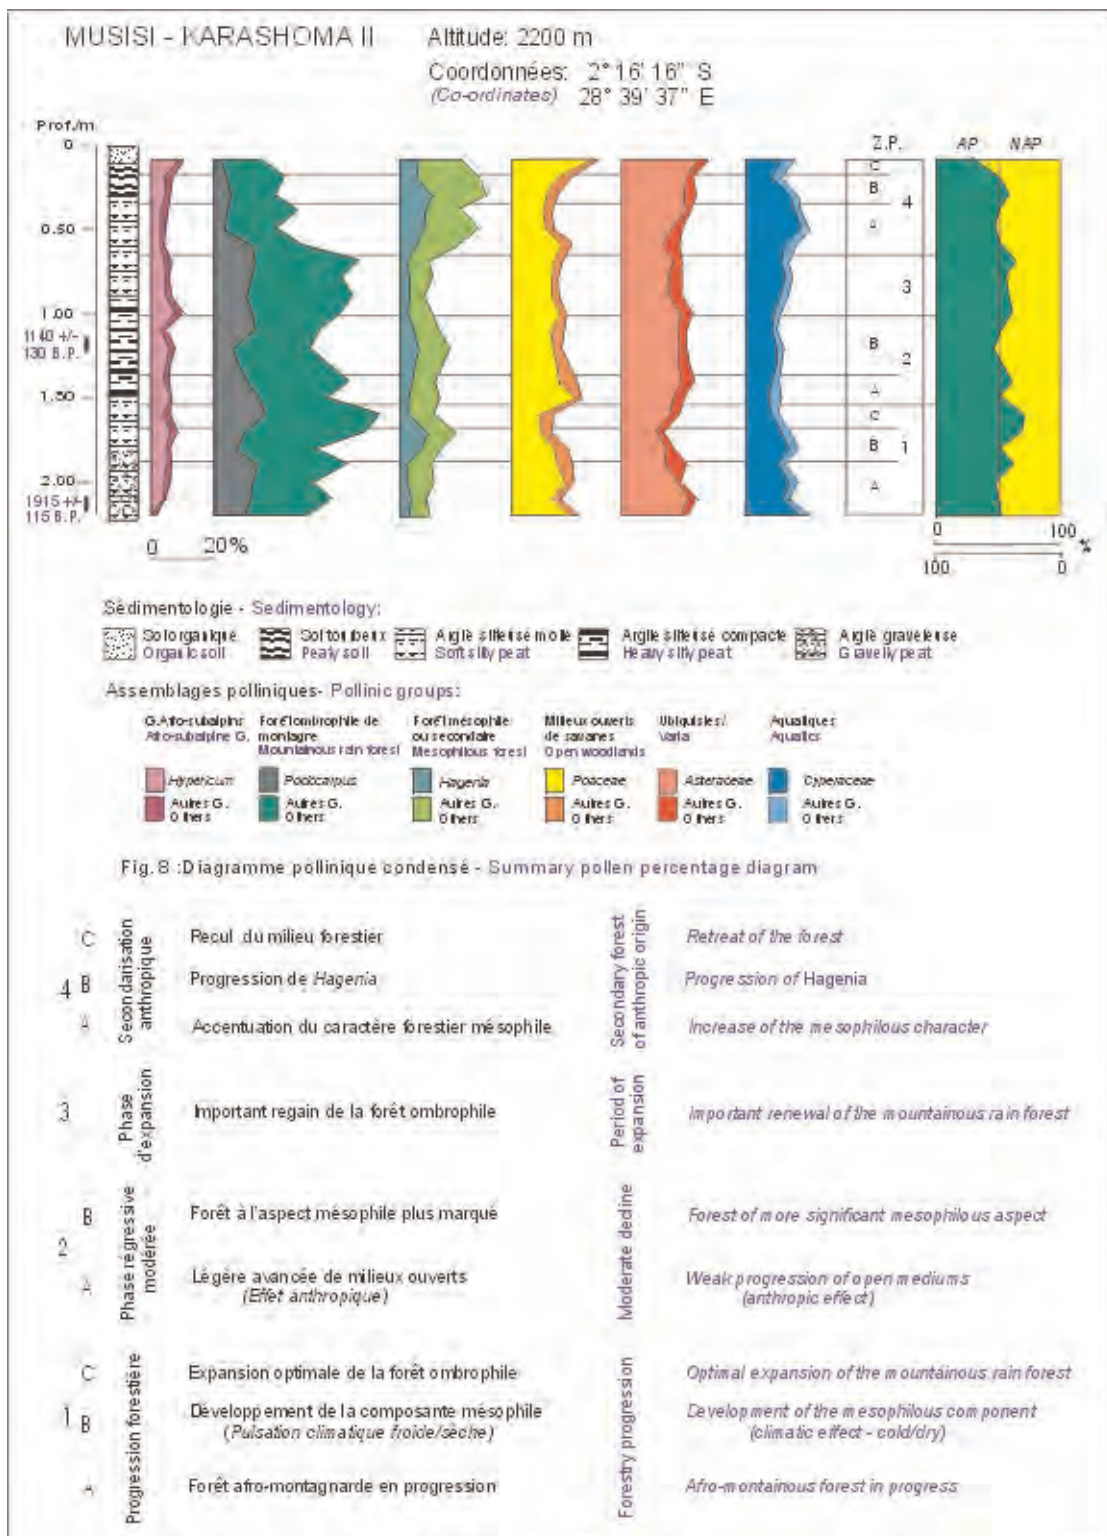 MUSISI - KARASHOMA II
Altitude: 2200 m
Coordonnées: 2° 16' 16" S
(Co-ordinates) 28° 39' 37" E
Prof./m
Z.P.
AP
NAP
0
0.50
1.00
1140 +/-
130 B.P.
1.50
2.00
1915 +/-
115 B.P.
C
B
4
A
3
B
2
A
C
B
1
A
0 20%
0 100
%
100 0
Sédimentologie - Sedimentology:
Sol organique
Organic soil
Sol tourbeux
Peaty soil
Argile silteuse molle
Soft silty peat
Argile silteuse compacte
Heavy silty peat
Argile graveleuse
Gravelly peat
Assemblages polliniques- Pollinic groups:
G.Afro-subalpins
Afro-subalpine G.
Forêt ombrophile de
montagne
Mountainous rain forest
Forêt mésophile
ou secondaire
Mesophilous forest
Milieux ouverts
de savanes
Open woodlands
Ubiquistes/
Varia
Aquatiques
Aquatics
Hypericum
Podocarpus
Hagenia
Poaceae
Asteraceae
Cyperaceae
Autres G.
Others
Autres G.
Others
Autres G.
Others
Autres G.
Others
Autres G.
Others
Autres G.
Others
Fig. 8 :Diagramme pollinique condensé - Summary pollen percentage diagram
4
Secondarisation
anthropique
C
Recul du milieu forestier
B
Progression de Hagenia
A
Accentuation du caractère forestier mésophile
Secondary forest
of anthropic origin
Retreat of the forest
Progression of Hagenia
Increase of the mesophilous character
3
Phase
d'expansion
Important regain de la forêt ombrophile
Period of
expansion
Important renewal of the mountainous rain forest
2
Phase régressive
modérée
B
Forêt à l'aspect mésophile plus marqué
A
Légère avancée de milieux ouverts
(Effet anthropique)
Moderate decline
Forest of more significant mesophilous aspect
Weak progression of open mediums
(anthropic effect)
1
Progression forestière
C
Expansion optimale de la forêt ombrophile
B
Développement de la composante mésophile
(Pulsation climatique froide/sèche)
A
Forêt afro-montagnarde en progression
Forestry progression
Optimal expansion of the mountainous rain forest
Development of the mesophilous component
(climatic effect - cold/dry)
Afro-montainous forest in progress